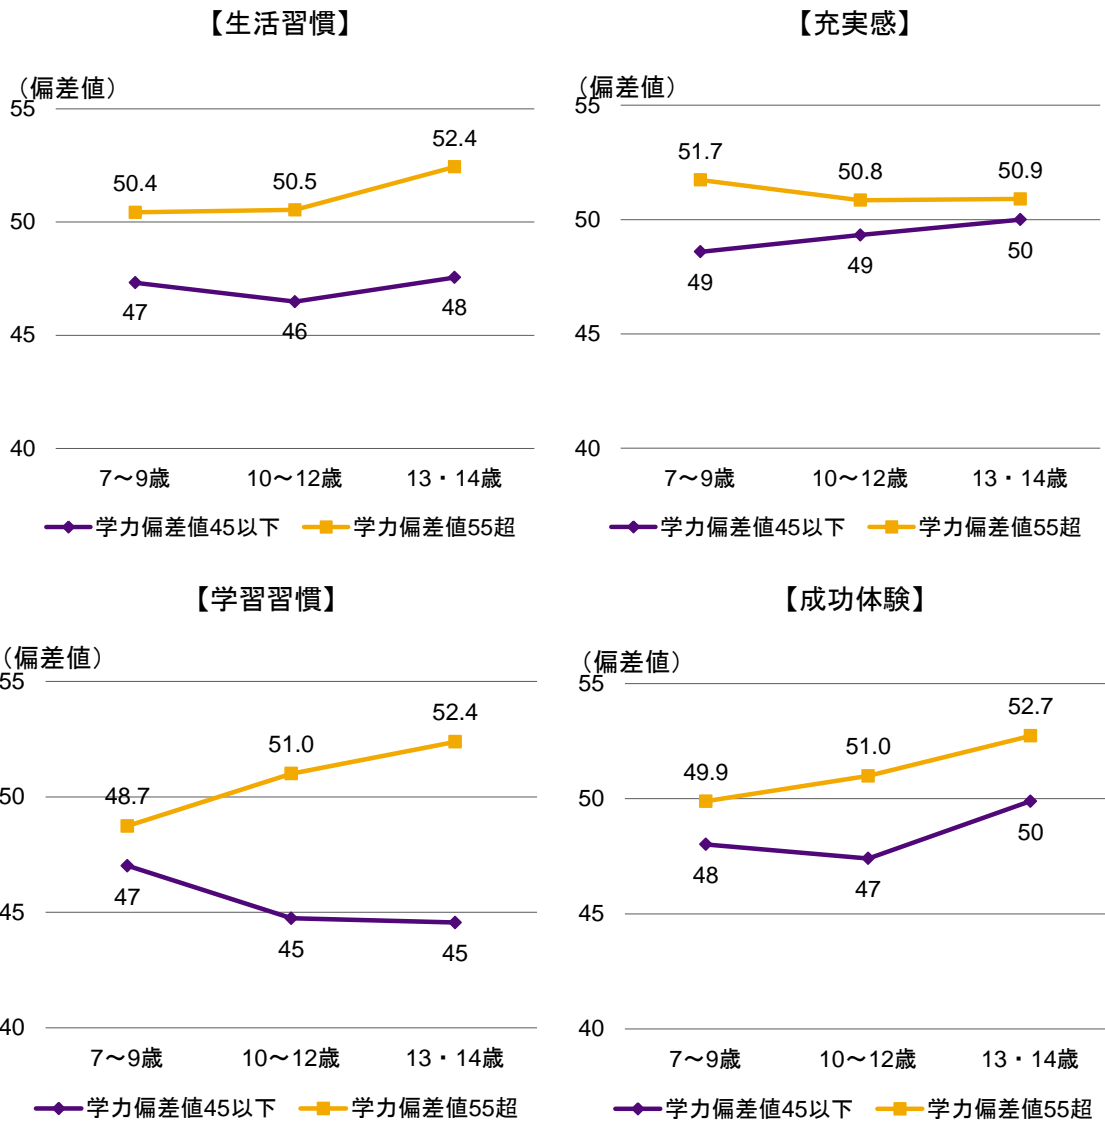 【生活習慣】
（偏差値）
55
50
45
40
50.4
50.5
52.4
47
46
48
7～9歳
10～12歳
13・14歳
学力偏差値45以下
学力偏差値55超
【充実感】
（偏差値）
55
50
45
40
51.7
50.8
50.9
49
49
50
7～9歳
10～12歳
13・14歳
学力偏差値45以下
学力偏差値55超
【学習習慣】
（偏差値）
55
50
45
40
48.7
51.0
52.4
47
45
45
7～9歳
10～12歳
13・14歳
学力偏差値45以下
学力偏差値55超
【成功体験】
（偏差値）
55
50
45
40
49.9
51.0
52.7
48
47
50
7～9歳
10～12歳
13・14歳
学力偏差値45以下
学力偏差値55超